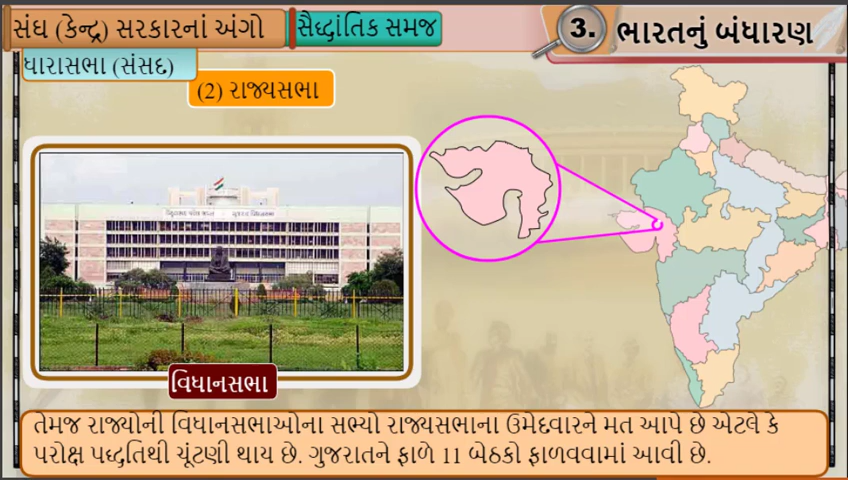 સંઘ (કેન્દ્ર) સરકારનાં અંગો
સૈદ્ધાંતિક સમજ
3. ભારતનું બંધારણ
ધારાસભા (સંસદ)
(2) રાજ્યસભા
વિધાનસભા
તેમજ રાજ્યોની વિધાનસભાઓના સભ્યો રાજ્યસભાના ઉમેદવારને મત આપે છે એટલે કે
પરોક્ષ પદ્ધતિથી ચૂંટણી થાય છે. ગુજરાતને ફાળે 11 બેઠકો ફાળવવામાં આવી છે.